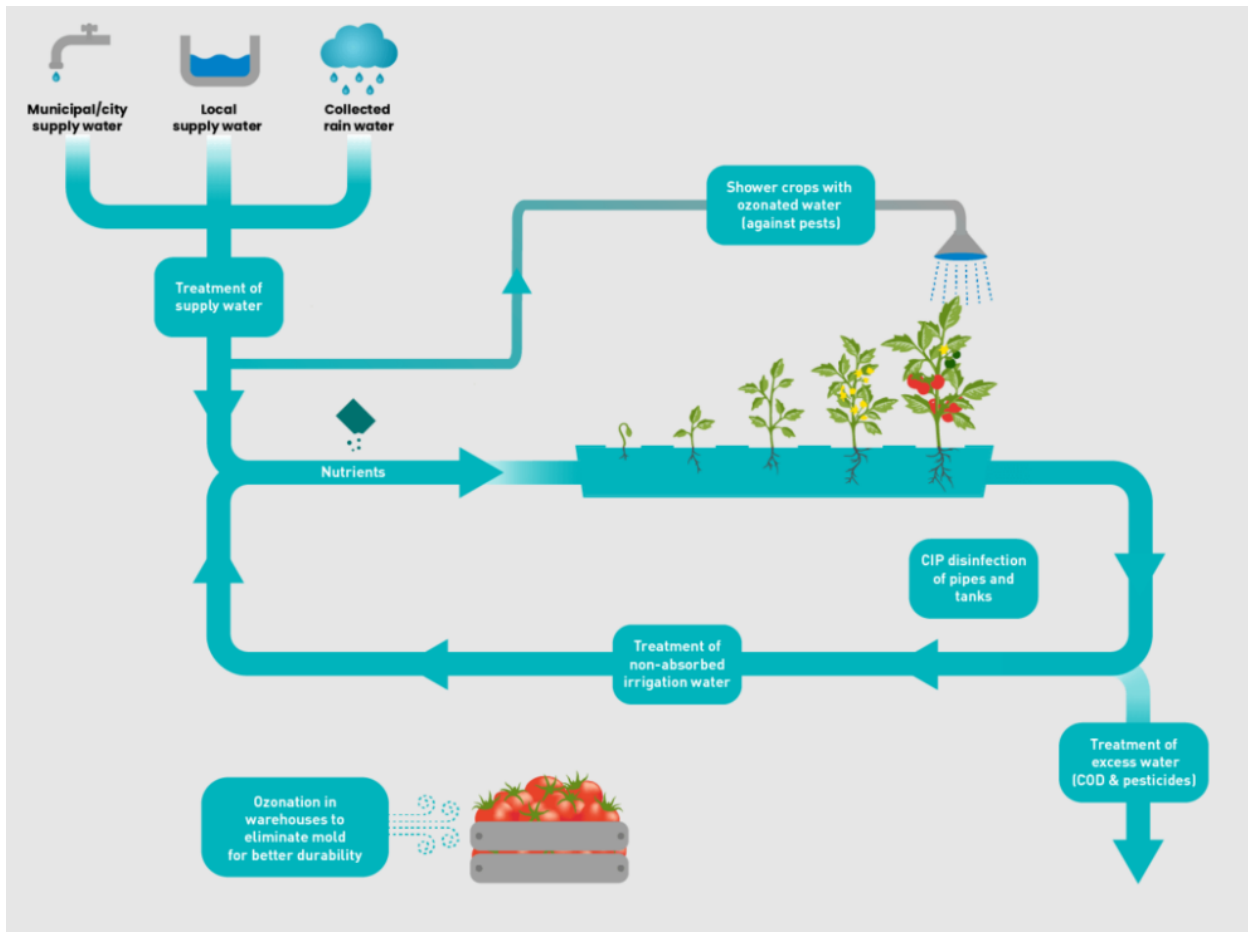 Municipal/city
supply water
Local
supply water
Collected
rain water
Shower crops with
ozonated water
(against pests)
Treatment of
supply water
Nutrients
CIP disinfection
of pipes and
tanks
Treatment of
non-absorbed
irrigation water
Treatment of
excess water
(COD & pesticides)
Ozonation in
warehouses to
eliminate mold
for better durability